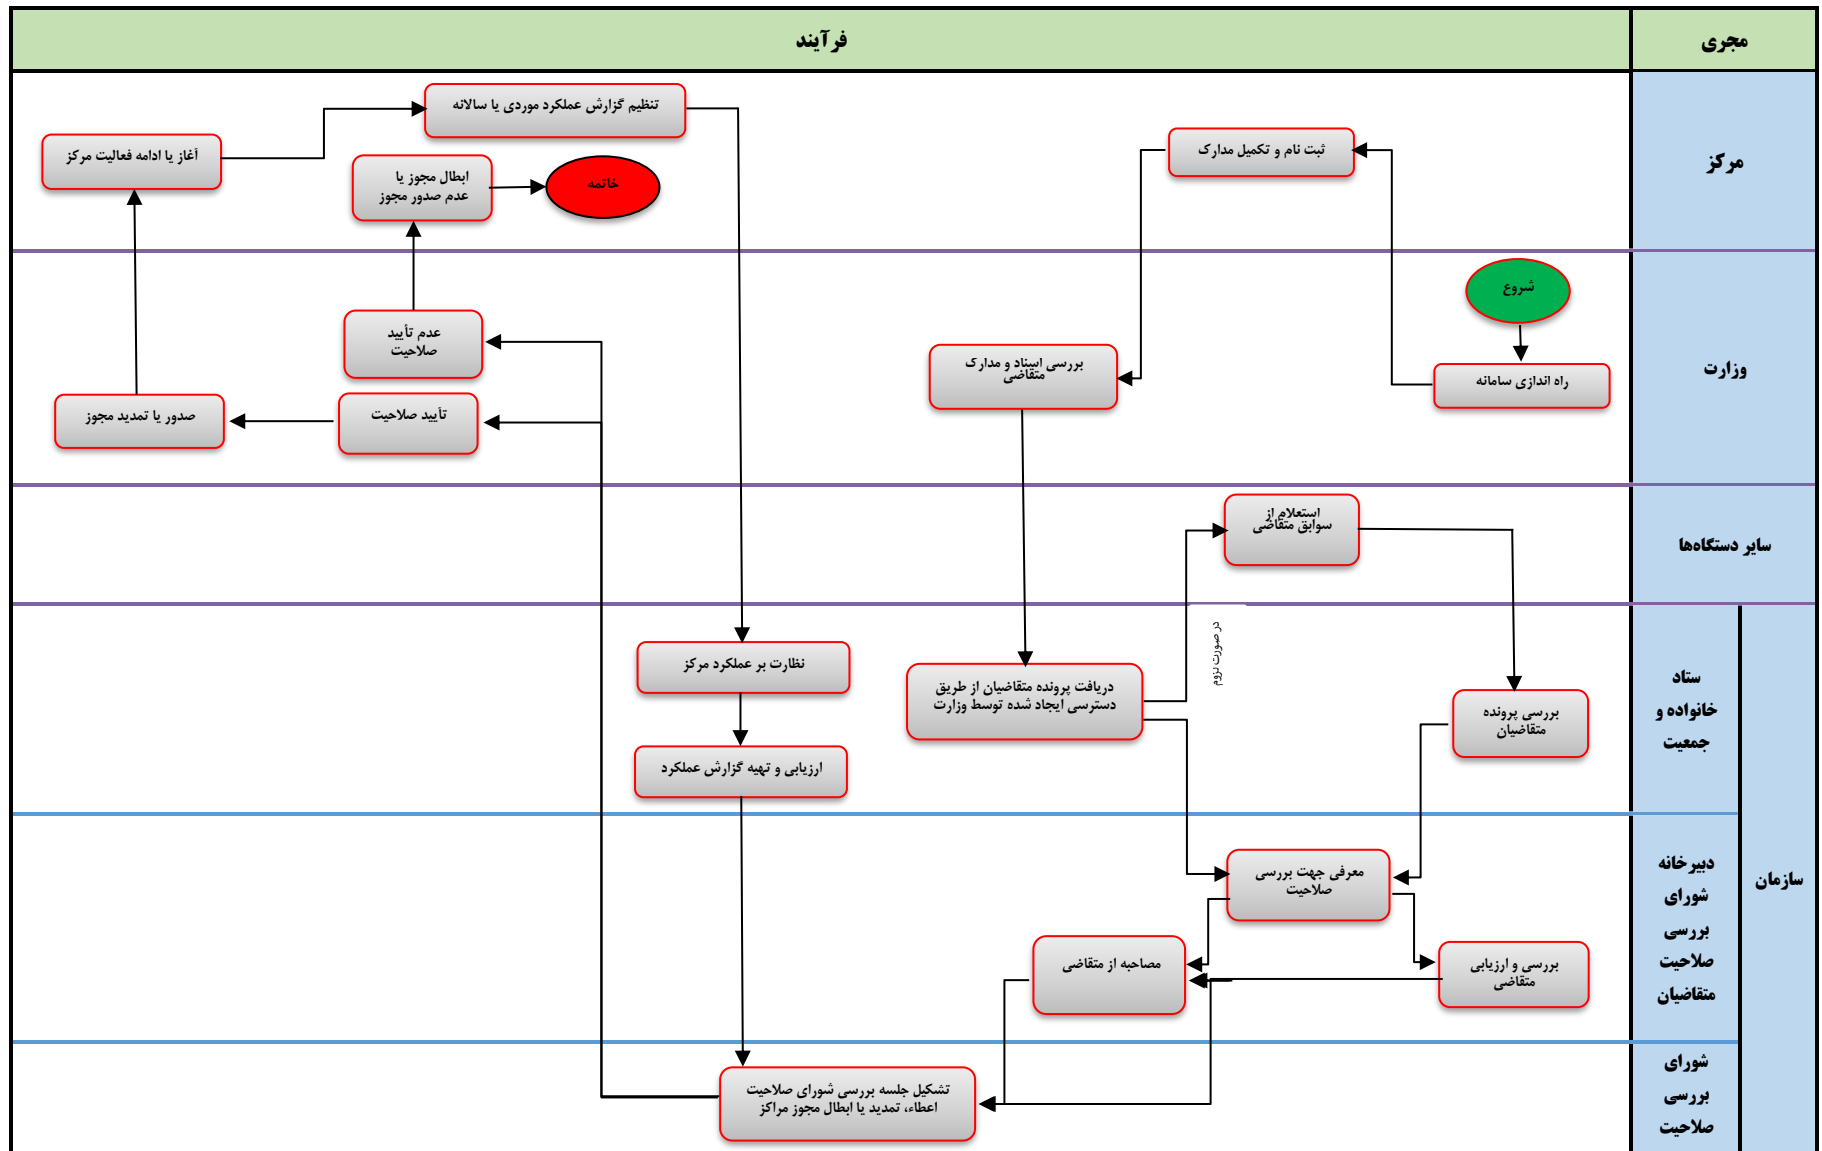 مجری
فرآیند
مرکز
تنظیم گزارش عملکرد موردی یا سالانه
ثبت نام و تکمیل مدارک
آغاز یا ادامه فعالیت مرکز
ابطال مجوز یا
عدم صدور مجوز
خاتمه
وزارت
شروع
راه اندازی سامانه
بررسی اسناد و مدارک
متقاضی
عدم تأیید
صلاحیت
تأیید صلاحیت
صدور یا تمدید مجوز
سایر دستگاه‌ها
استعلام از
سوابق متقاضی
سازمان
ستاد
خانواده و
جمعیت
در صورت لزوم
بررسی پرونده
متقاضیان
دریافت پرونده متقاضیان از طریق
دسترسی ایجاد شده توسط وزارت
نظارت بر عملکرد مرکز
ارزیابی و تهیه گزارش عملکرد
دبیرخانه
شورای
بررسی
صلاحیت
متقاضیان
معرفی جهت بررسی
صلاحیت
بررسی و ارزیابی
متقاضی
مصاحبه از متقاضی
شورای
بررسی
صلاحیت
تشکیل جلسه بررسی شورای صلاحیت
اعطاء، تمدید یا ابطال مجوز مراکز